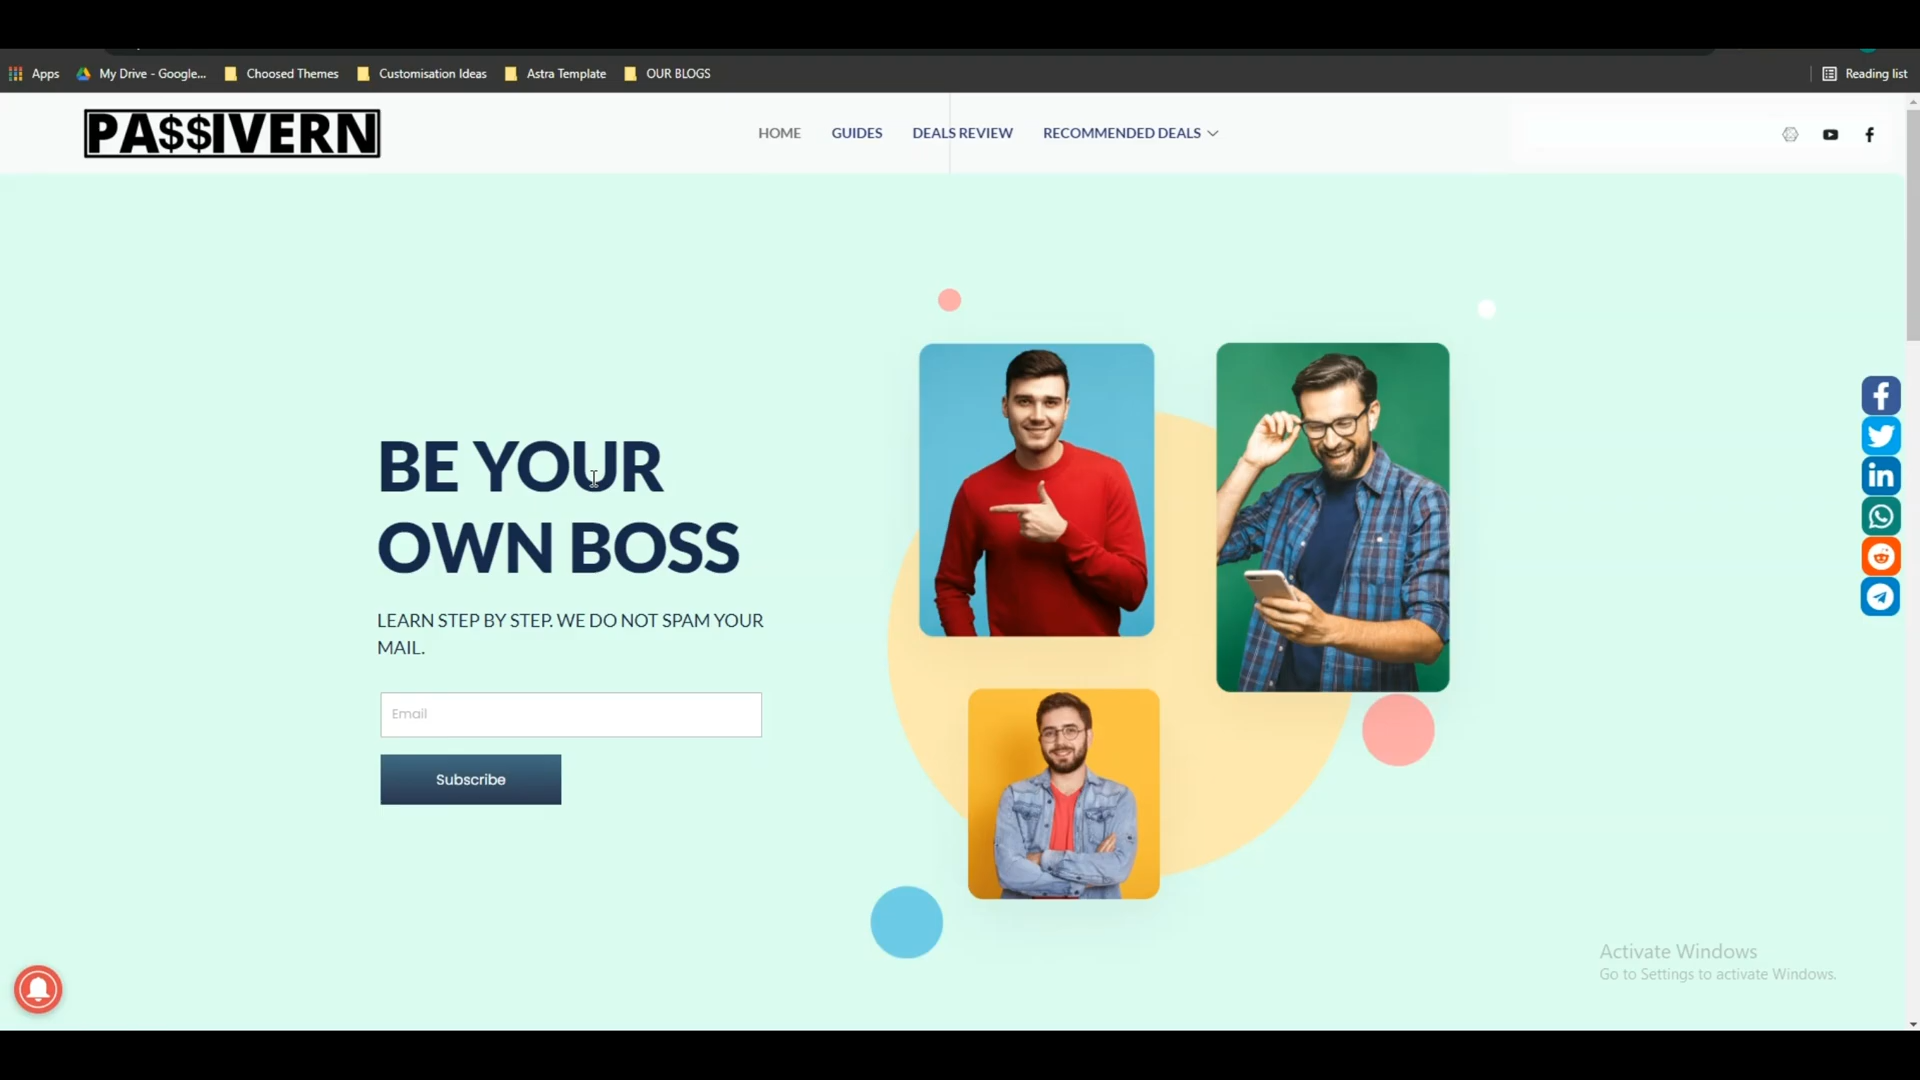 Apps
My Drive - Google...
Choosed Themes
Customisation Ideas
Astra Template
OUR BLOGS
Reading list
PA$$IVERN
HOME
GUIDES
DEALS REVIEW
RECOMMENDED DEALS
BE YOUR
OWN BOSS
LEARN STEP BY STEP. WE DO NOT SPAM YOUR
MAIL.
Email
Subscribe
Activate Windows
Go to Settings to activate Windows.